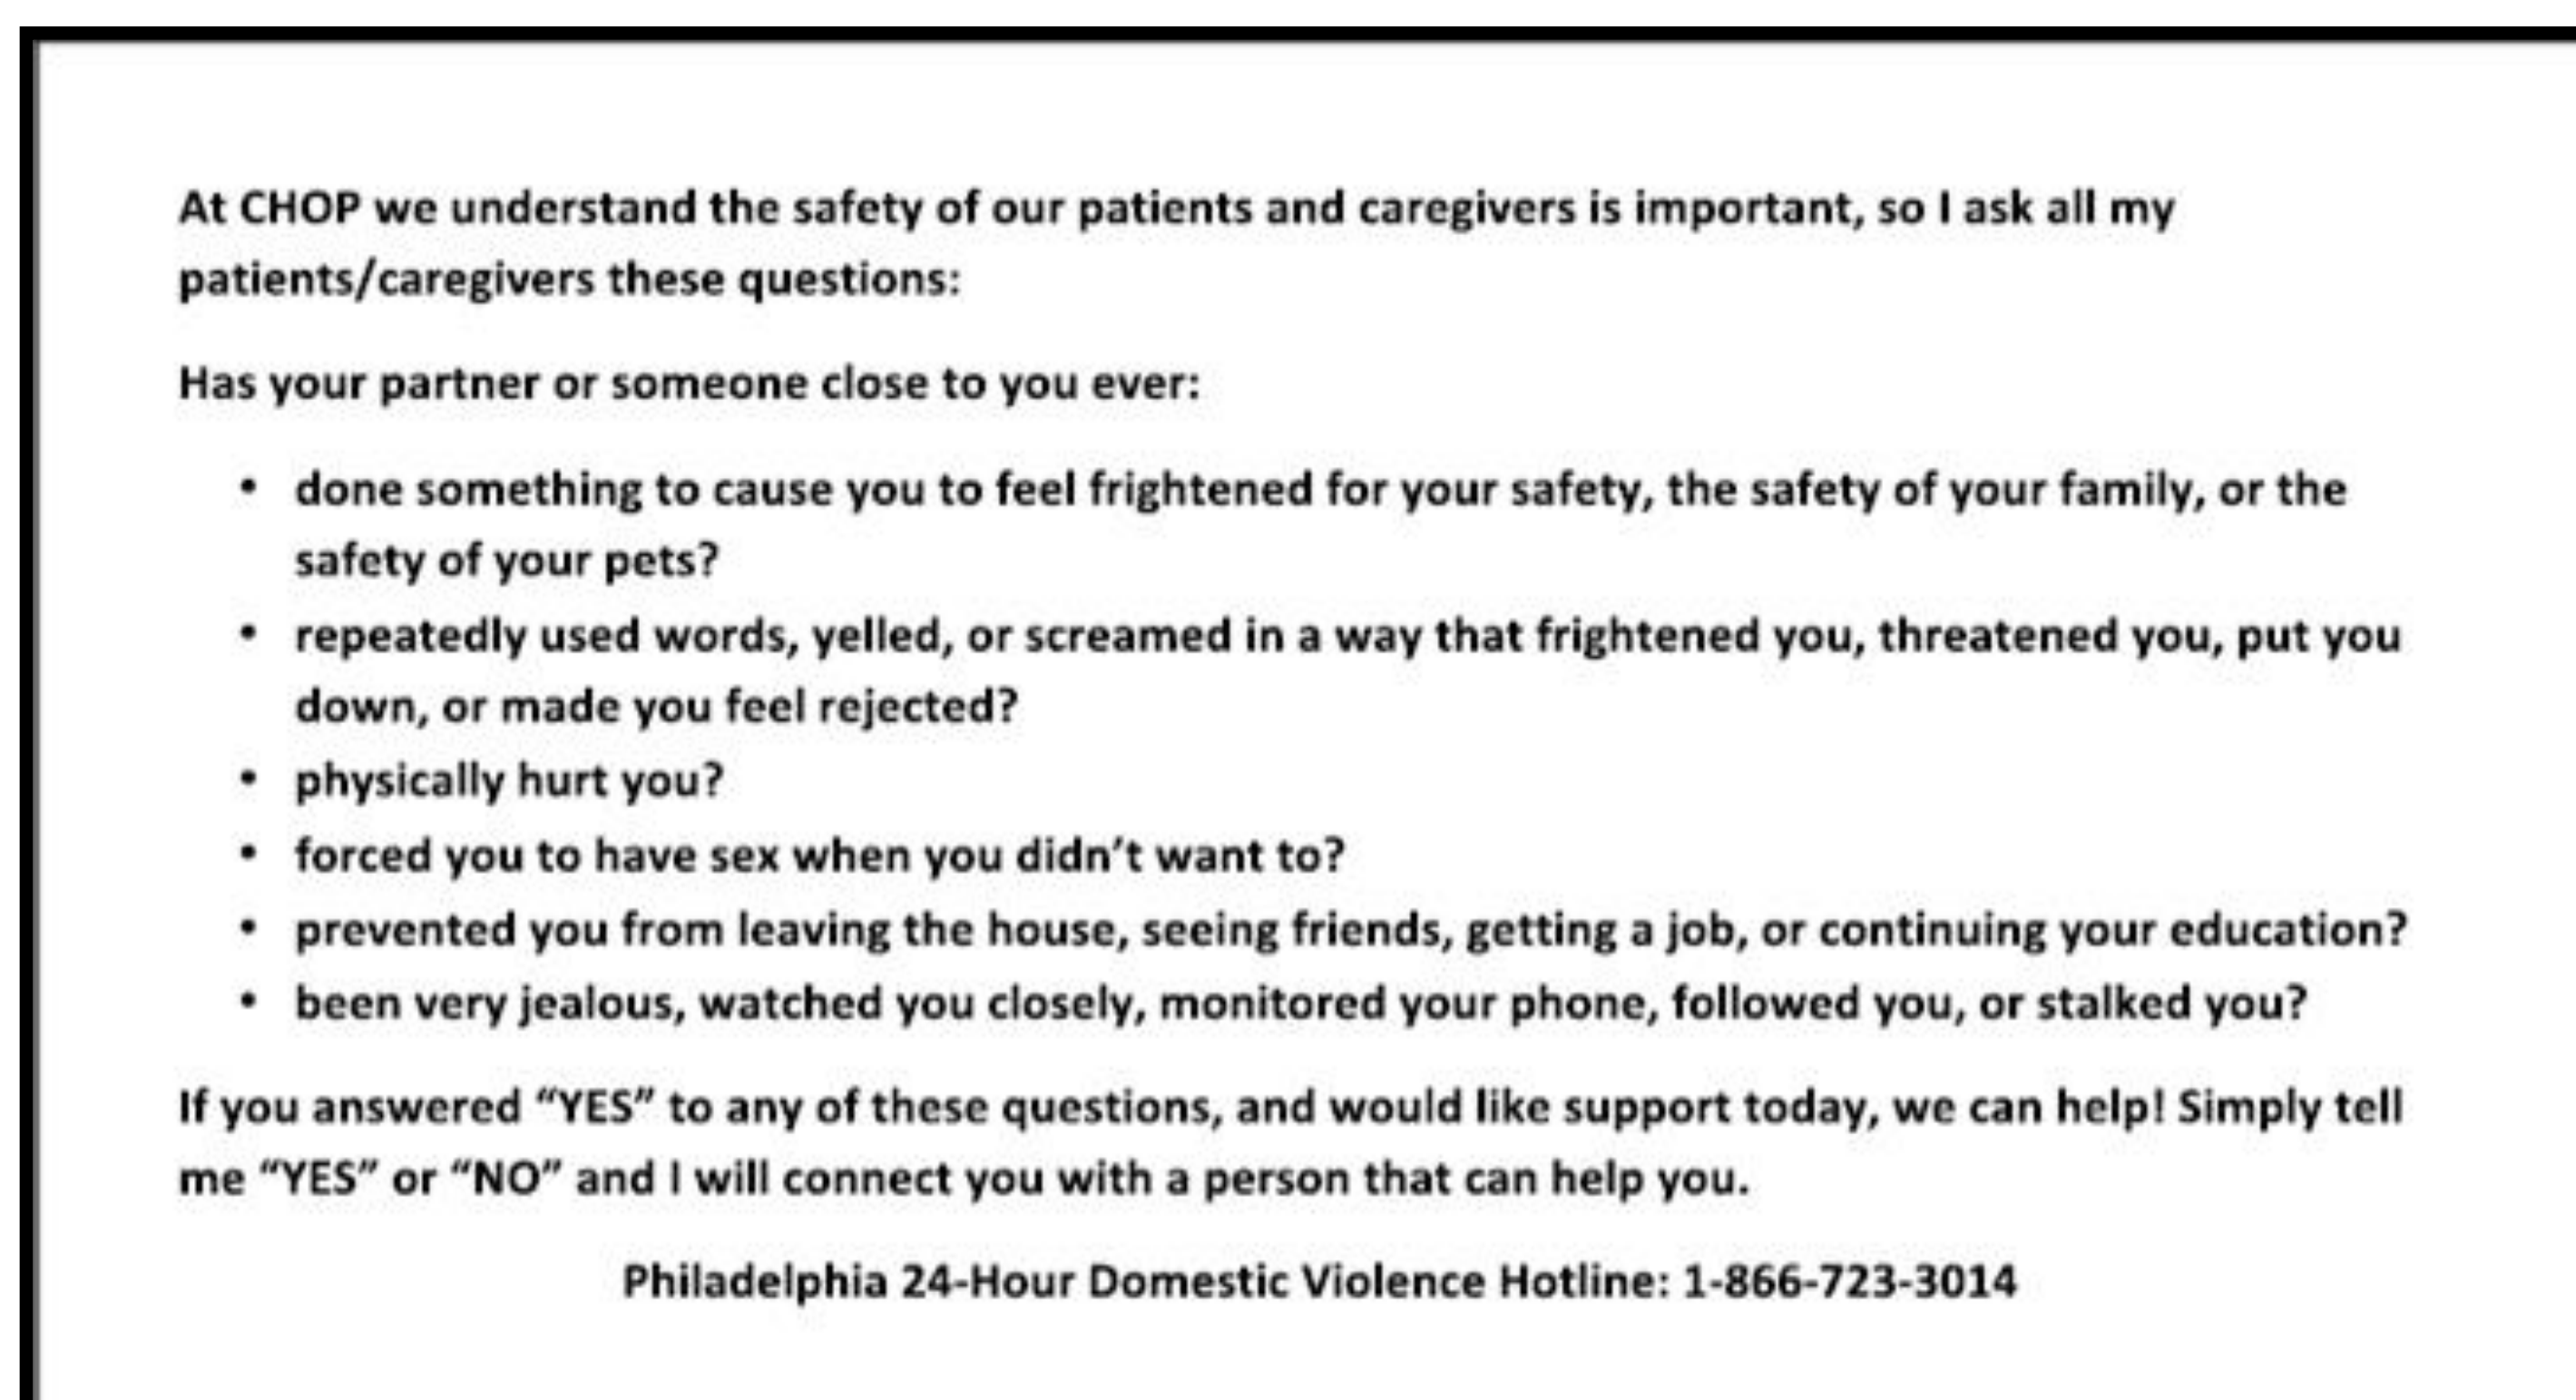 At CHOP we understand the safety of our patients and caregivers is important, so I ask all my
patients/caregivers these questions:
Has your partner or someone close to you ever:
• done something to cause you to feel frightened for your safety, the safety of your family, or the
safety of your pets?
• repeatedly used words, yelled, or screamed in a way that frightened you, threatened you, put you
down, or made you feel rejected?
• physically hurt you?
• forced you to have sex when you didn’t want to?
• prevented you from leaving the house, seeing friends, getting a job, or continuing your education?
• been very jealous, watched you closely, monitored your phone, followed you, or stalked you?
If you answered “YES” to any of these questions, and would like support today, we can help! Simply tell
me “YES” or “NO” and I will connect you with a person that can help you.
Philadelphia 24-Hour Domestic Violence Hotline: 1-866-723-3014